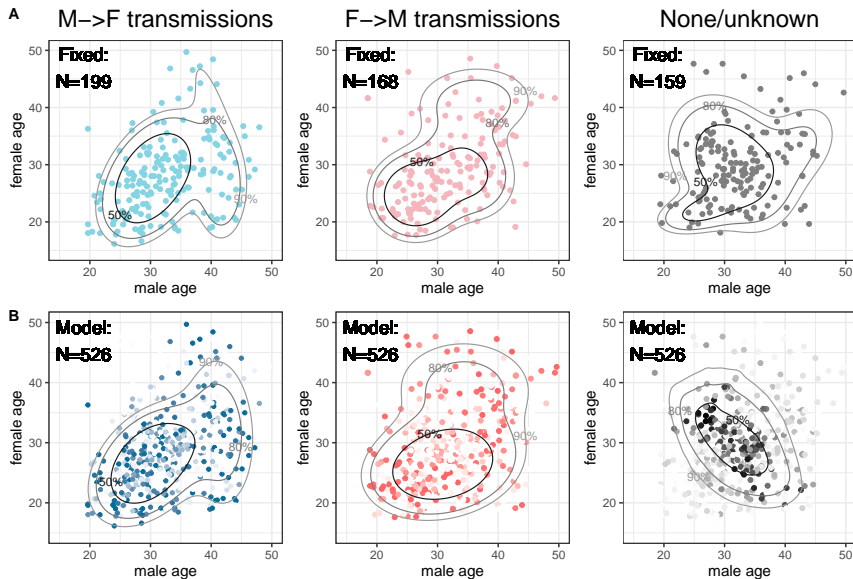 A
M−>F transmissions
F−>M transmissions
None/unknown
50
40
30
20
female age
Fixed:
N=199
80%
90%
50%
20
30
40
50
male age
50
40
30
20
female age
Fixed:
N=168
90%
80%
50%
20
30
40
50
male age
50
40
30
20
female age
Fixed:
N=159
80%
90%
50%
20
30
40
50
male age
B
50
40
30
20
female age
Model:
N=526
90%
80%
50%
20
30
40
50
male age
50
40
30
20
female age
Model:
N=526
80%
50%
90%
20
30
40
50
male age
50
40
30
20
female age
Model:
N=526
80%
50%
90%
20
30
40
50
male age